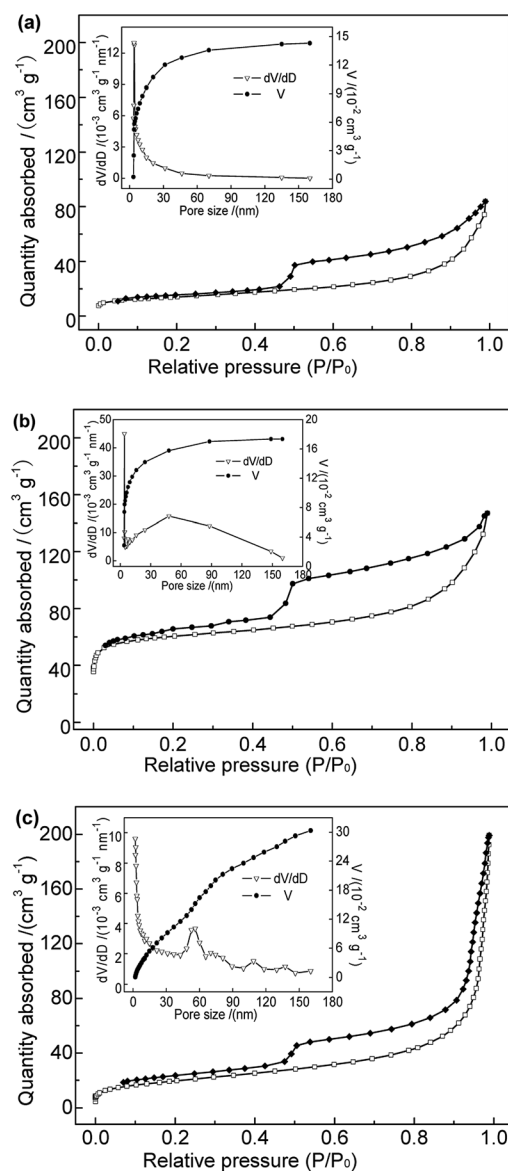 (a)
Quantity absorbed / (cm³ g⁻¹)
200
160
120
80
40
0
0.0 0.2 0.4 0.6 0.8 1.0
Relative pressure (P/P₀)
dV/dD /(10⁻³ cm³ g⁻¹ nm⁻¹)
12
9
6
3
0
0 30 60 90 120 150 180
Pore size /(nm)
15
12
9
6
3
0
V /(10⁻² cm³ g⁻¹)
dV/dD
V
(b)
Quantity absorbed / (cm³ g⁻¹)
200
160
120
80
40
0
0.0 0.2 0.4 0.6 0.8 1.0
Relative pressure (P/P₀)
dV/dD /(10⁻³ cm³ g⁻¹ nm⁻¹)
50
40
30
20
10
0
0 30 60 90 120 150 180
Pore size /(nm)
20
16
12
8
4
0
V /(10⁻² cm³ g⁻¹)
dV/dD
V
(c)
Quantity absorbed /(cm³ g⁻¹)
200
160
120
80
40
0
0.0 0.2 0.4 0.6 0.8 1.0
Relative pressure (P/P₀)
dV/dD /(10⁻³ cm³ g⁻¹ nm⁻¹)
10
8
6
4
2
0
0 30 60 90 120 150 180
Pore size /(nm)
30
24
18
12
6
0
V /(10⁻² cm³ g⁻¹)
dV/dD
V